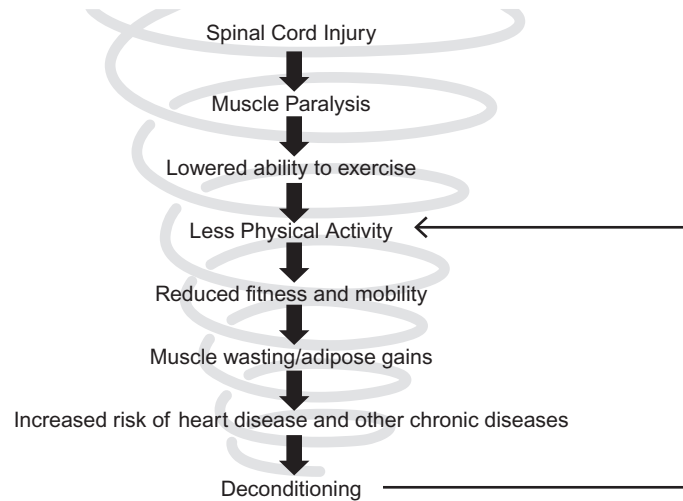 Spinal Cord Injury
Muscle Paralysis
Lowered ability to exercise
Less Physical Activity
Reduced fitness and mobility
Muscle wasting/adipose gains
Increased risk of heart disease and other chronic diseases
Deconditioning